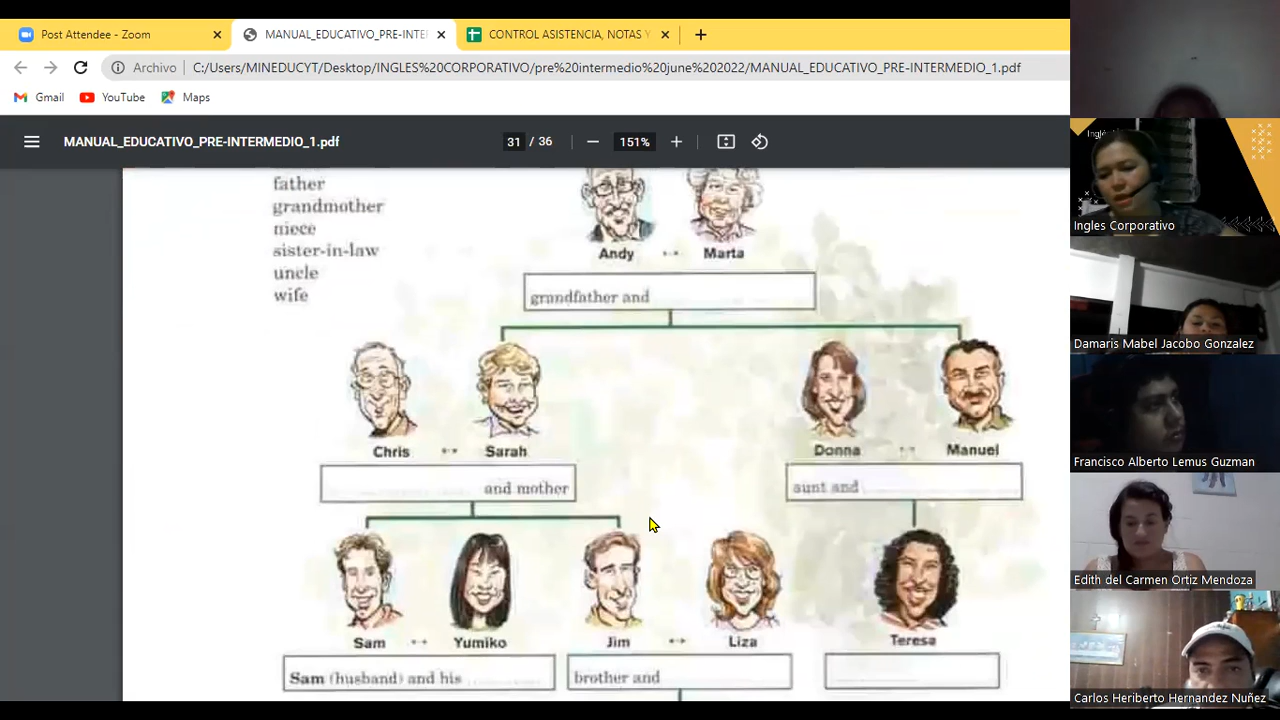 Post Attendee - Zoom
MANUAL_EDUCATIVO_PRE-INTER
CONTROL ASISTENCIA, NOTAS Y
Archivo
C:/Users/MINEDUCYT/Desktop/INGLES%20CORPORATIVO/pre%20intermedio%20june%202022/MANUAL_EDUCATIVO_PRE-INTERMEDIO_1.pdf
Gmail
YouTube
Maps
MANUAL_EDUCATIVO_PRE-INTERMEDIO_1.pdf
31 / 36
151%
father
grandmother
niece
sister-in-law
uncle
wife
Andy
Marta
grandfather and
Chris
Sarah
Donna
Manuel
and mother
aunt and
Sam
Yumiko
Jim
Liza
Teresa
Sam (husband) and his
brother and
Ingles Corporativo
Damaris Mabel Jacobo Gonzalez
Francisco Alberto Lemus Guzman
Edith del Carmen Ortiz Mendoza
Carlos Heriberto Hernandez Nuñez